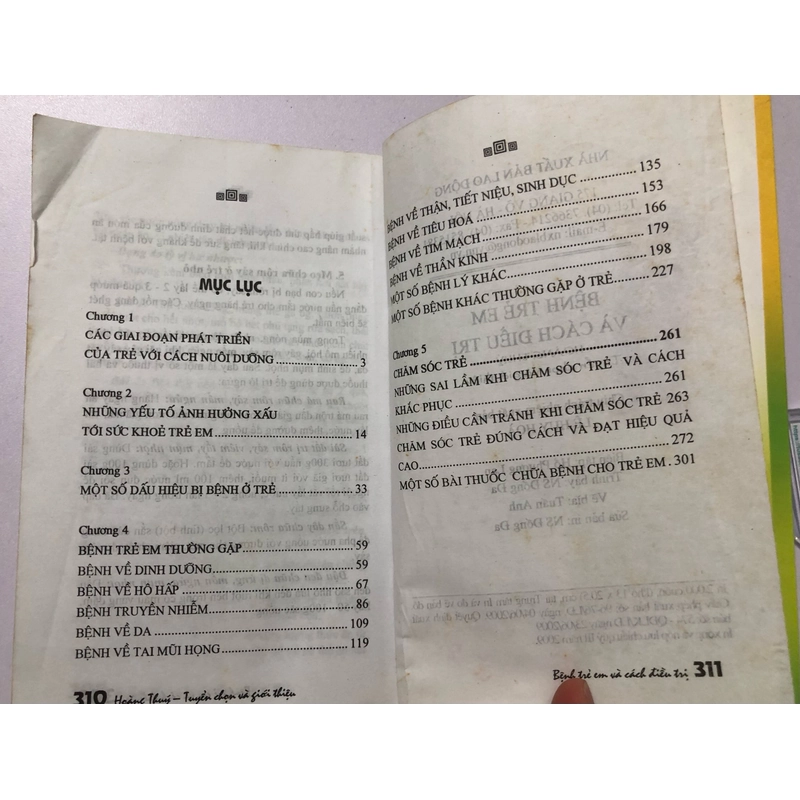 MỤC LỤC
Chương 1
CÁC GIAI ĐOẠN PHÁT TRIỂN
CỦA TRẺ VỚI CÁCH NUÔI DƯỠNG........3
Chương 2
NHỮNG YẾU TỐ ẢNH HƯỞNG XẤU
TỚI SỨC KHOẺ TRẺ EM........14
Chương 3
MỘT SỐ DẤU HIỆU BỊ BỆNH Ở TRẺ........33
Chương 4
BỆNH TRẺ EM THƯỜNG GẶP........59
BỆNH VỀ DINH DƯỠNG........59
BỆNH VỀ HÔ HẤP........67
BỆNH TRUYỀN NHIỄM........86
BỆNH VỀ DA........109
BỆNH VỀ TAI MŨI HỌNG........119
310 Hoàng Thuý – Tuyển chọn và giới thiệu
BỆNH VỀ THẬN, TIẾT NIỆU, SINH DỤC........135
BỆNH VỀ TIÊU HOÁ........153
BỆNH VỀ TIM MẠCH........166
BỆNH VỀ THẦN KINH........179
MỘT SỐ BỆNH LÝ KHÁC........198
MỘT SỐ BỆNH KHÁC THƯỜNG GẶP Ở TRẺ........227
Chương 5
CHĂM SÓC TRẺ........261
NHỮNG SAI LẦM KHI CHĂM SÓC TRẺ VÀ CÁCH
KHẮC PHỤC........261
NHỮNG ĐIỀU CẦN TRÁNH KHI CHĂM SÓC TRẺ 263
CHĂM SÓC TRẺ ĐÚNG CÁCH VÀ ĐẠT HIỆU QUẢ
CAO........272
MỘT SỐ BÀI THUỐC CHỮA BỆNH CHO TRẺ EM.301
Bệnh trẻ em và cách điều trị 311